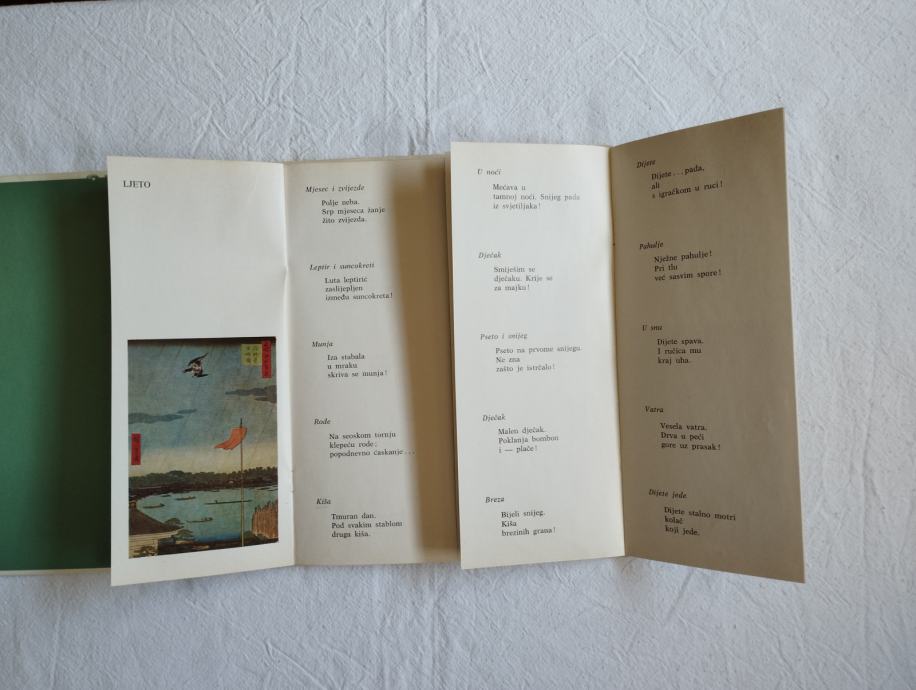 LJETO
Mjesec i zvijezde
Polje neba.
Srp mjeseca žanje
žito zvijezda.
Leptir i suncokreti
Luta leptirić
zaslijepljen
između suncokreta!
Munja
Iza stabala
u mraku
skriva se munja!
Rode
Na seoskom tornju
klepeću rode:
popodnevno ćaskanje...
Kiša
Tmuran dan.
Pod svakim stablom
druga kiša.
U noći
Mećava u
tamnoj noći. Snijeg pada
iz svjetiljaka!
Dječak
Smiješim se
dječaku. Krije se
za majku!
Pseto i snijeg
Pseto na prvome snijegu.
Ne zna
zašto je istrčalo!
Dječak
Malen dječak.
Poklanja bombon
i — plače!
Breza
Bijeli snijeg.
Kiša
brezinih grana!
Dijete
Dijete...pada,
ali
s igračkom u ruci!
Pahulje
Nježne pahulje!
Pri tlu
već sasvim spore!
U snu
Dijete spava.
I ručica mu
kraj uha.
Vatra
Vesela vatra.
Drva u peći
gore uz prasak!
Dijete jede
Dijete stalno motri
kolač
koji jede.